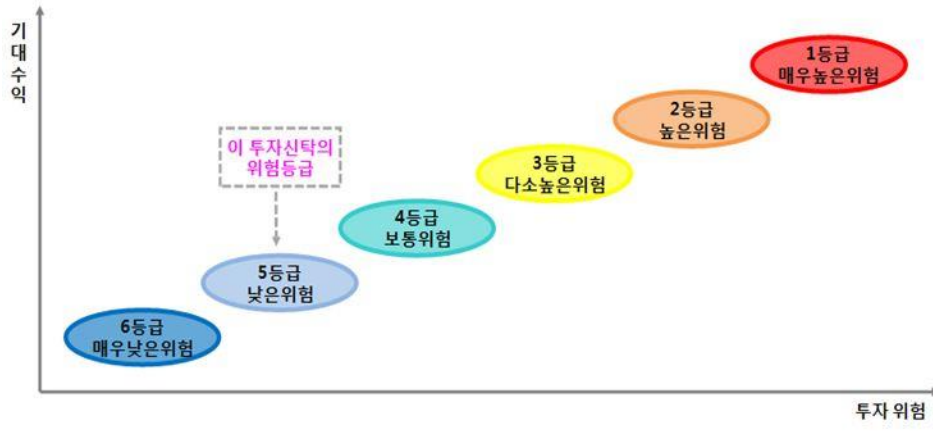 기대수익
1등급
매우높은위험
2등급
높은위험
이 투자신탁의
위험등급
3등급
다소높은위험
4등급
보통위험
5등급
낮은위험
6등급
매우낮은위험
투자 위험